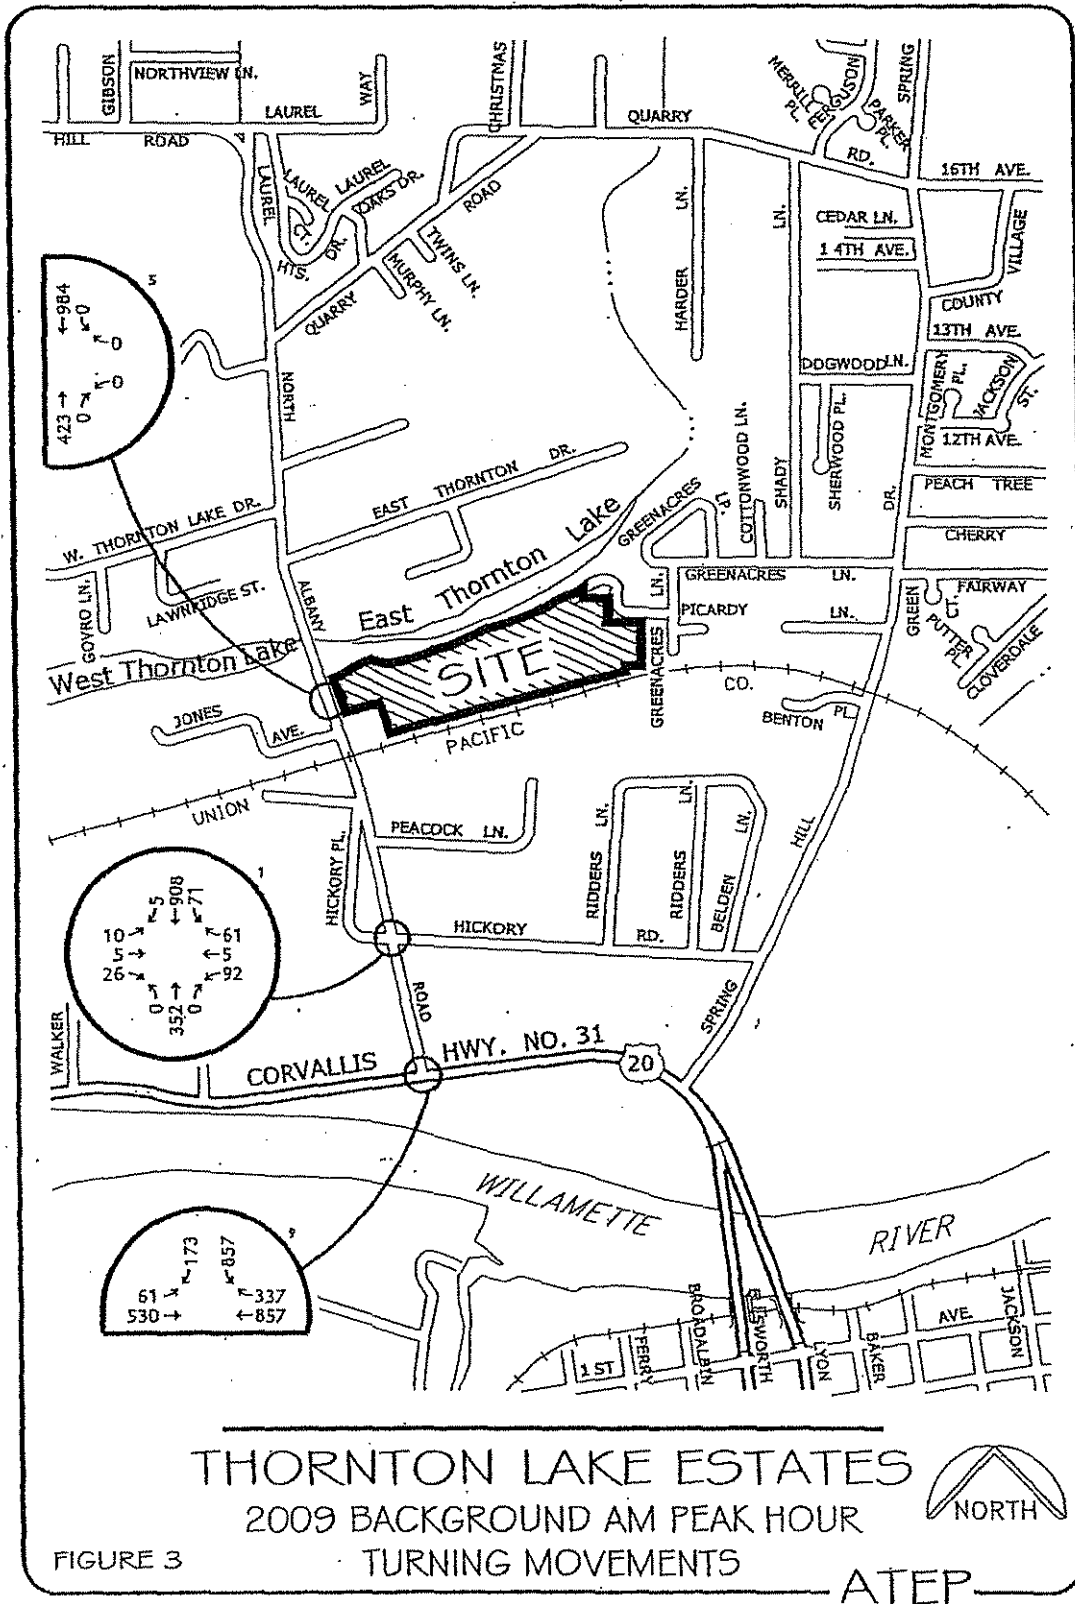 GIBSON
NORTHVIEW LN.
WAY
CHRISTMAS
LAUREL
HILL ROAD
QUARRY
MERRILL PL.
FERGUSON
PARKER PL.
SPRING
RD.
16TH AVE.
LAUREL
LAUREL CT.
LAUREL OAKS DR.
HTS. DR.
QUARRY ROAD
TWINS LN.
MURPHY LN.
HARDER LN.
LN.
CEDAR LN.
14TH AVE.
VILLAGE
COUNTY
13TH AVE.
DOGWOOD LN.
MONTGOMERY PL.
JACKSON ST.
12TH AVE.
PEACH TREE
CHERRY
SHERWOOD PL.
SHADY
COTTONWOOD LN.
DR.
5
←984
0
0
0
423→
0
NORTH
EAST THORNTON DR.
W. THORNTON LAKE DR.
GOVRO LN.
LAWNRIDGE ST.
ALBANY
East Thornton Lake
West Thornton Lake
GREENACRES LP.
GREENACRES LN.
LN.
PICARDY LN.
GREENACRES
GREEN
FAIRWAY
PUTTER PL.
CT.
CLOVERDALE
SITE
JONES AVE.
UNION PACIFIC CO.
BENTON PL.
HICKORY PL.
PEACOCK LN.
RIDDERS LN.
RIDDERS LN.
BELDEN LN.
HILL
HICKORY RD.
SPRING
ROAD
1
5
←908
71
10
5→
26
61
←5
92
0
352→
0
WALKER
CORVALLIS HWY. NO. 31
20
WILLAMETTE RIVER
9
173
857
61
530→
337
←857
1 ST
FERRY
BROADALBIN
ELLSWORTH
LYON
BAKER
AVE.
JACKSON
THORNTON LAKE ESTATES
2009 BACKGROUND AM PEAK HOUR
TURNING MOVEMENTS
FIGURE 3
NORTH
ATEP